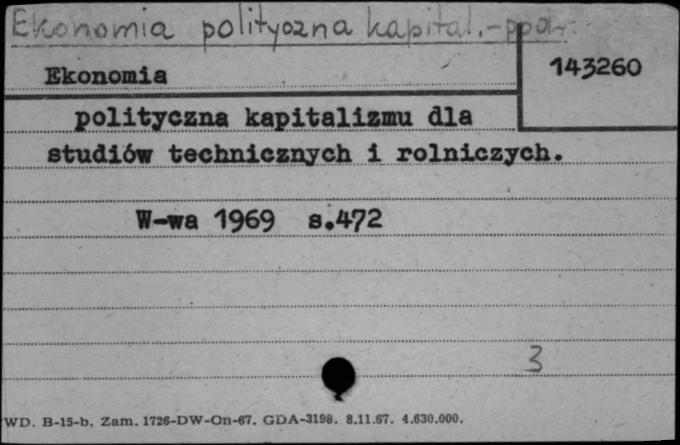 Ekonomia polityczna kapital.-podr.
Ekonomia
143260
polityczna kapitalizmu dla
studiów technicznych i rolniczych.
W-wa 1969 s.472
3
WD. B-15-b. Zam. 1726-DW-On-67. GDA-3198. 8.11.67. 4.630.000.